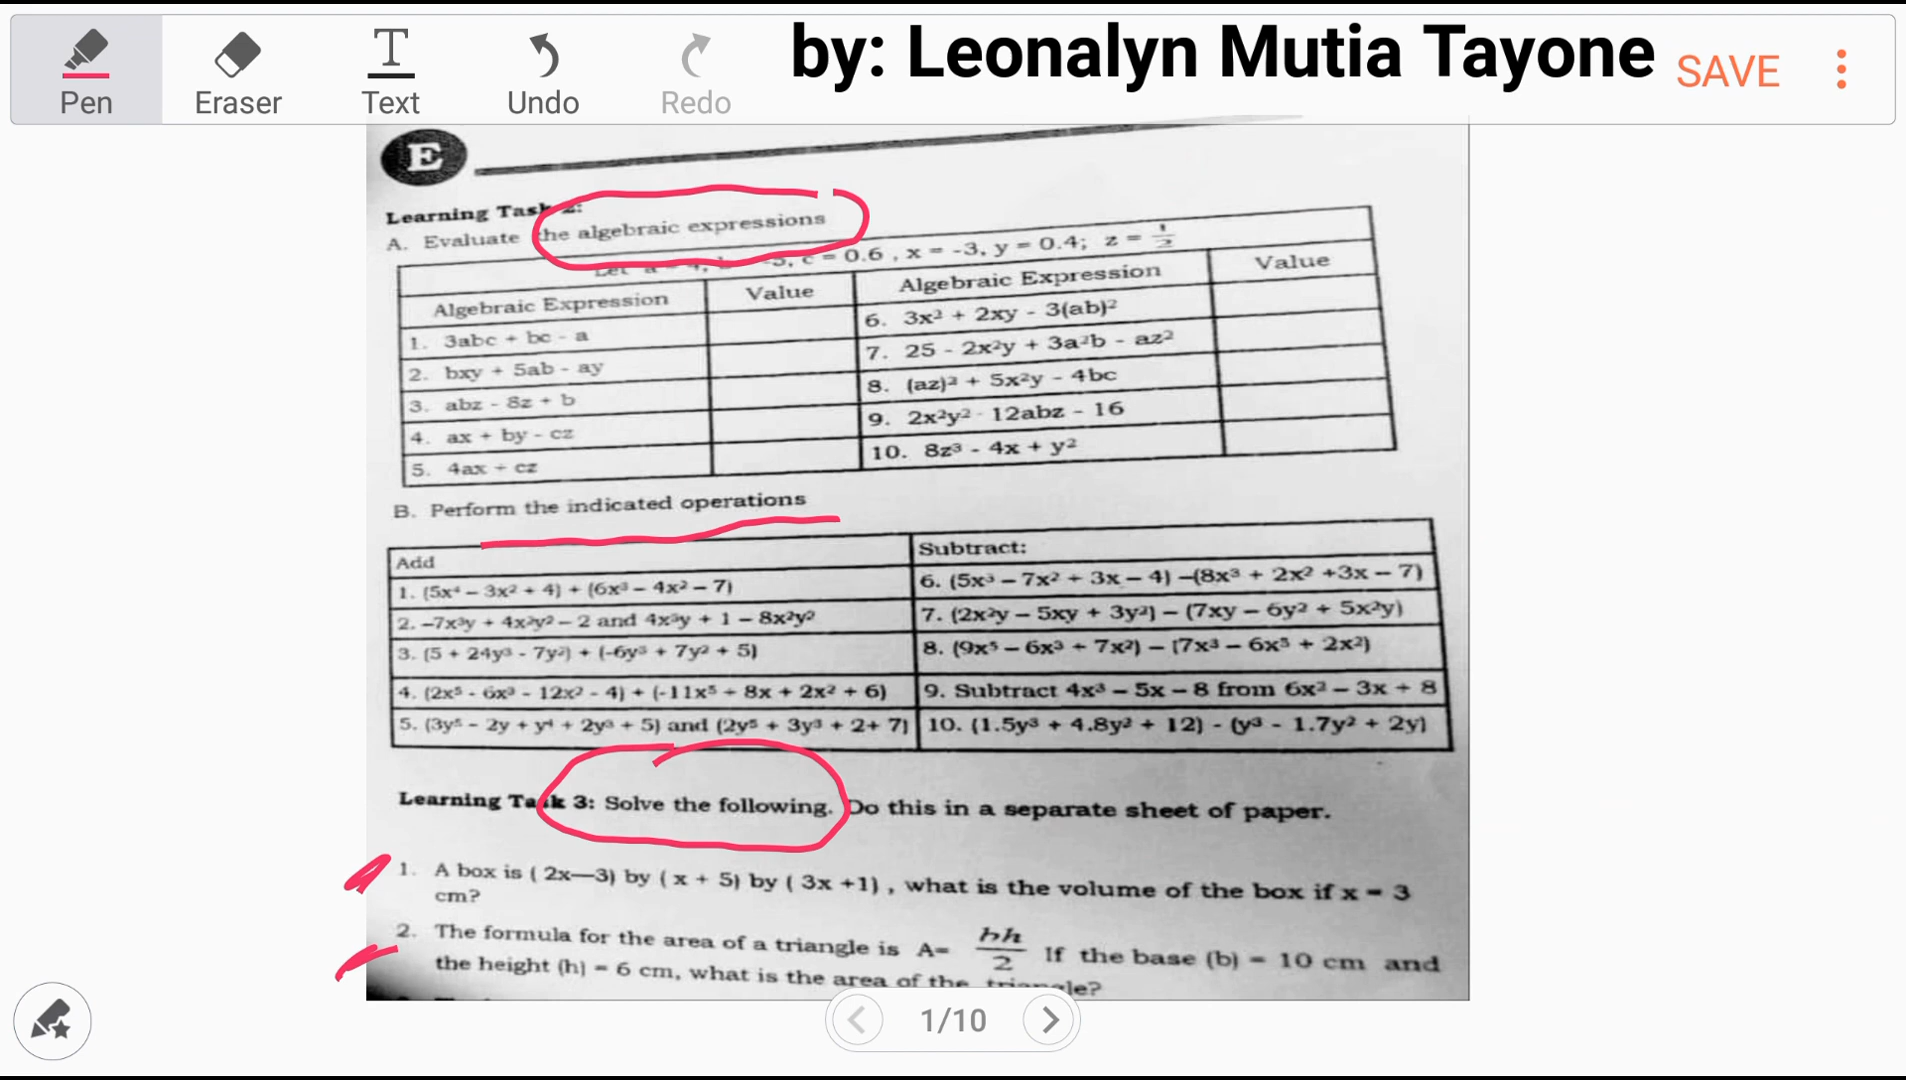 by: Leonalyn Mutia Tayone
SAVE
Pen
Eraser
Text
Undo
Redo
E
Learning Task 2:
A. Evaluate the algebraic expressions
= 0.6 , x = -3, y = 0.4; z = 1/2
Algebraic Expression Value Algebraic Expression Value
1. 3abc + bc - a
6. 3x² + 2xy - 3(ab)²
2. bxy + 5ab - ay
7. 25 - 2x²y + 3a²b - az²
3. abz - 8z + b
8. (az)² + 5x²y - 4bc
4. ax + by - cz
9. 2x²y² - 12abz - 16
5. 4ax ÷ cz
10. 8z³ - 4x + y²
B. Perform the indicated operations
Add
Subtract:
1. (5x⁴ – 3x² + 4) + (6x³ – 4x² – 7)
6. (5x³ – 7x² + 3x – 4) –(8x³ + 2x² +3x – 7)
2. –7x³y + 4x²y² – 2 and 4x³y + 1 – 8x²y²
7. (2x²y – 5xy + 3y²) – (7xy – 6y² + 5x²y)
3. (5 + 24y³ - 7y²) + (-6y³ + 7y² + 5)
8. (9x⁵ – 6x³ + 7x²) – (7x³ – 6x⁵ + 2x²)
4. (2x⁵ - 6x³ - 12x² - 4) + (-11x⁵ + 8x + 2x² + 6)
9. Subtract 4x³ – 5x – 8 from 6x² – 3x + 8
5. (3y⁵ – 2y + y⁴ + 2y³ + 5) and (2y⁵ + 3y³ + 2+ 7)
10. (1.5y³ + 4.8y² + 12) - (y³ - 1.7y² + 2y)
Learning Task 3: Solve the following. Do this in a separate sheet of paper.
1. A box is ( 2x—3) by ( x + 5) by ( 3x +1) , what is the volume of the box if x = 3
cm?
2. The formula for the area of a triangle is A= bh/2 If the base (b) = 10 cm and
the height (h) = 6 cm, what is the area of the triangle?
1/10